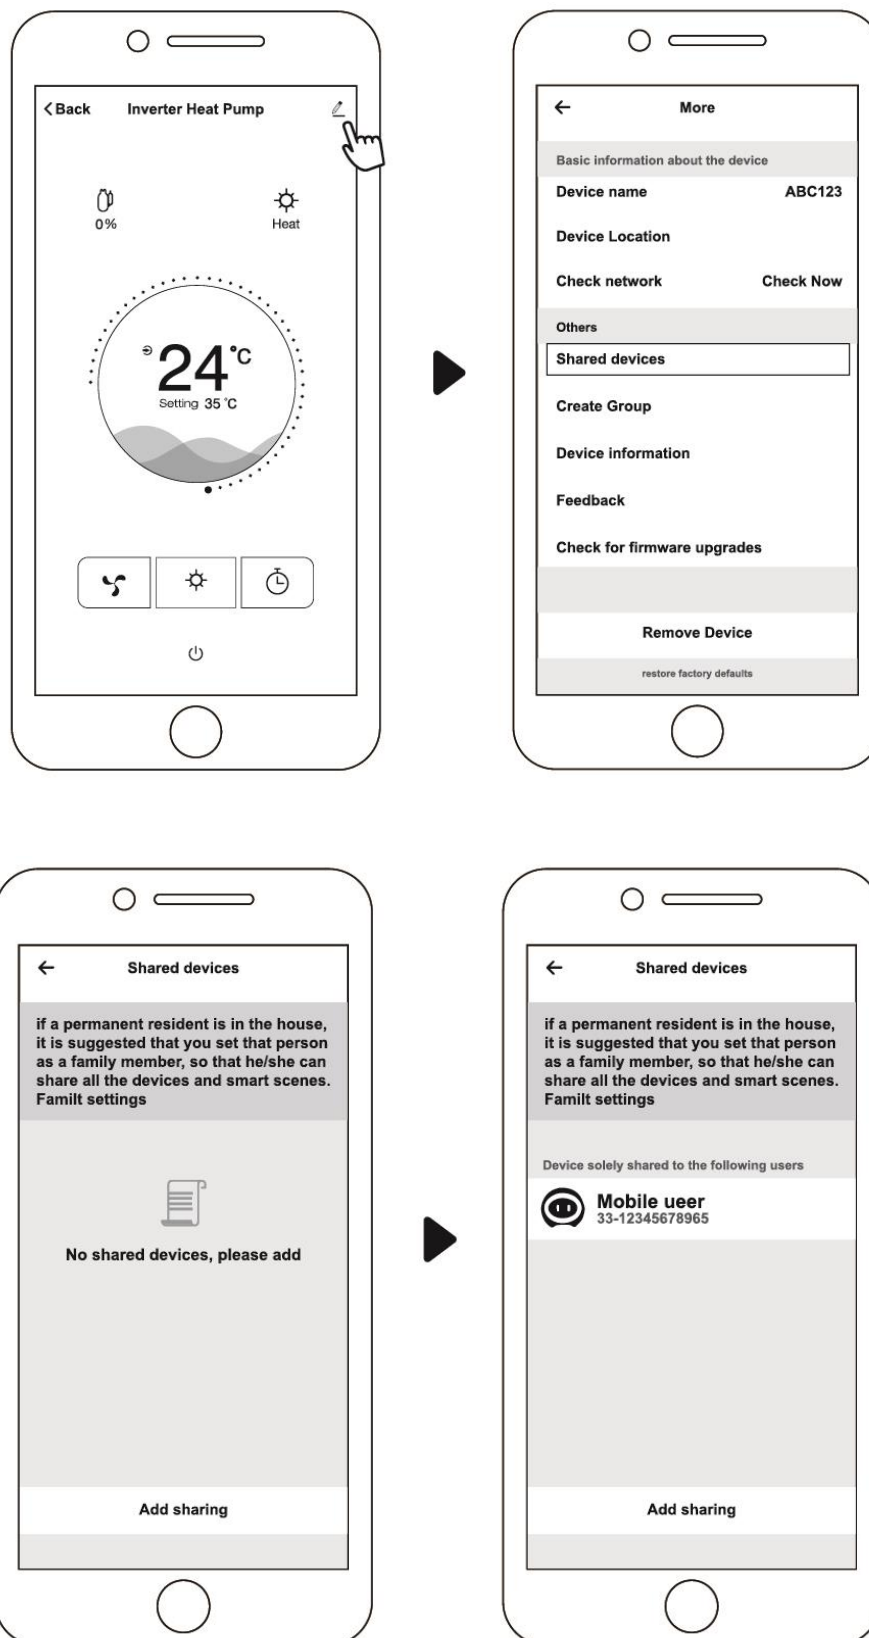 <Back Inverter Heat Pump
0% Heat
24°C
Setting 35 °C
More
Basic information about the device
Device name ABC123
Device Location
Check network Check Now
Others
Shared devices
Create Group
Device information
Feedback
Check for firmware upgrades
Remove Device
restore factory defaults
Shared devices
if a permanent resident is in the house,
it is suggested that you set that person
as a family member, so that he/she can
share all the devices and smart scenes.
Familt settings
No shared devices, please add
Add sharing
Shared devices
if a permanent resident is in the house,
it is suggested that you set that person
as a family member, so that he/she can
share all the devices and smart scenes.
Familt settings
Device solely shared to the following users
Mobile ueer
33-12345678965
Add sharing